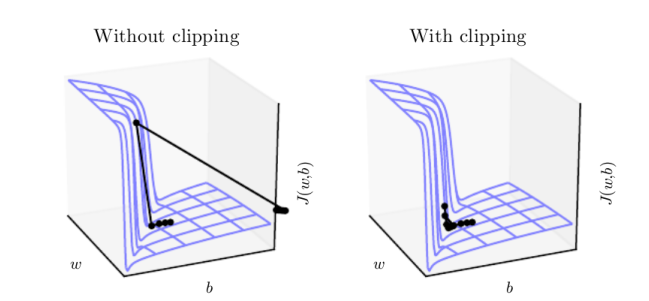 Without clipping
With clipping
J(w,b)
J(w,b)
w
w
b
b